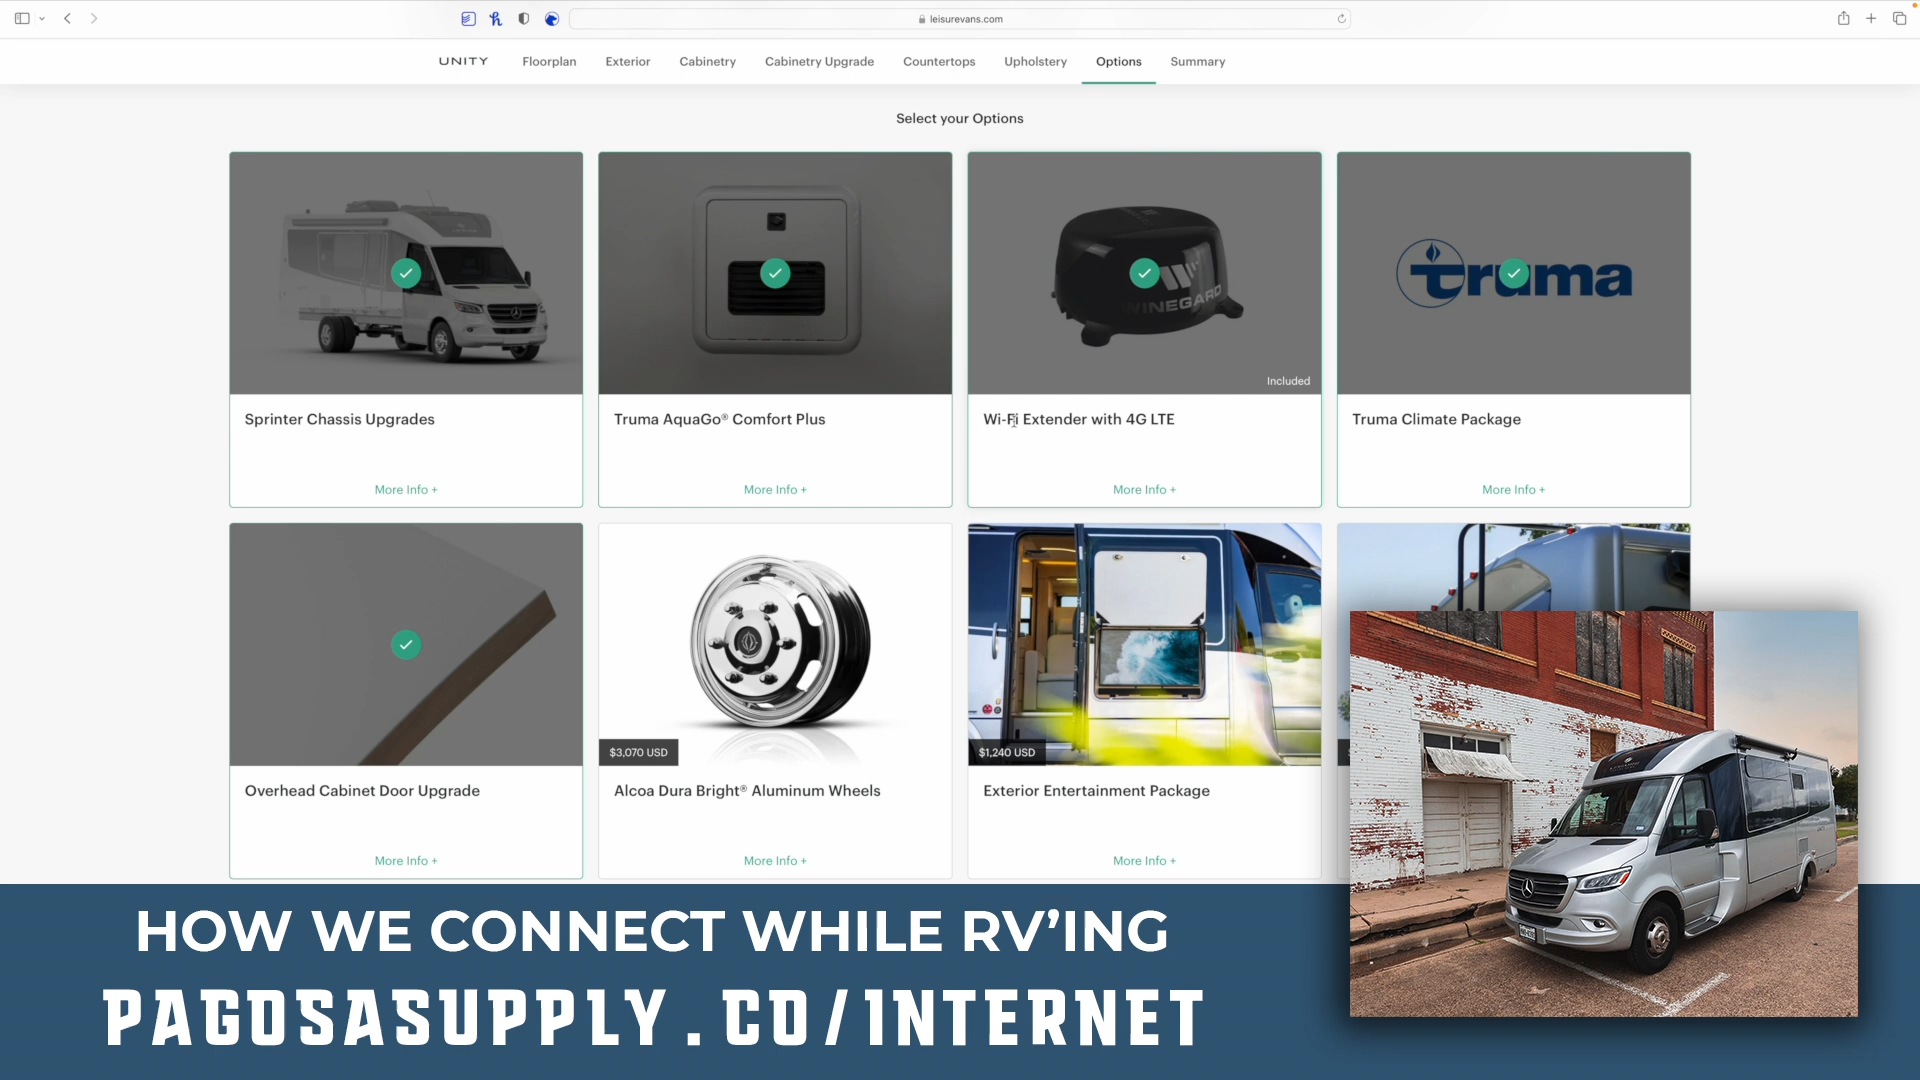 leisurevans.com
UNITY
Floorplan
Exterior
Cabinetry
Cabinetry Upgrade
Countertops
Upholstery
Options
Summary
Select your Options
WINEGARD
truma
Included
Sprinter Chassis Upgrades
Truma AquaGo® Comfort Plus
Wi-Fi Extender with 4G LTE
Truma Climate Package
More Info +
More Info +
More Info +
More Info +
$3,070 USD
$1,240 USD
Overhead Cabinet Door Upgrade
Alcoa Dura Bright® Aluminum Wheels
Exterior Entertainment Package
More Info +
More Info +
More Info +
HOW WE CONNECT WHILE RV’ING
PAGOSASUPPLY.CO/INTERNET